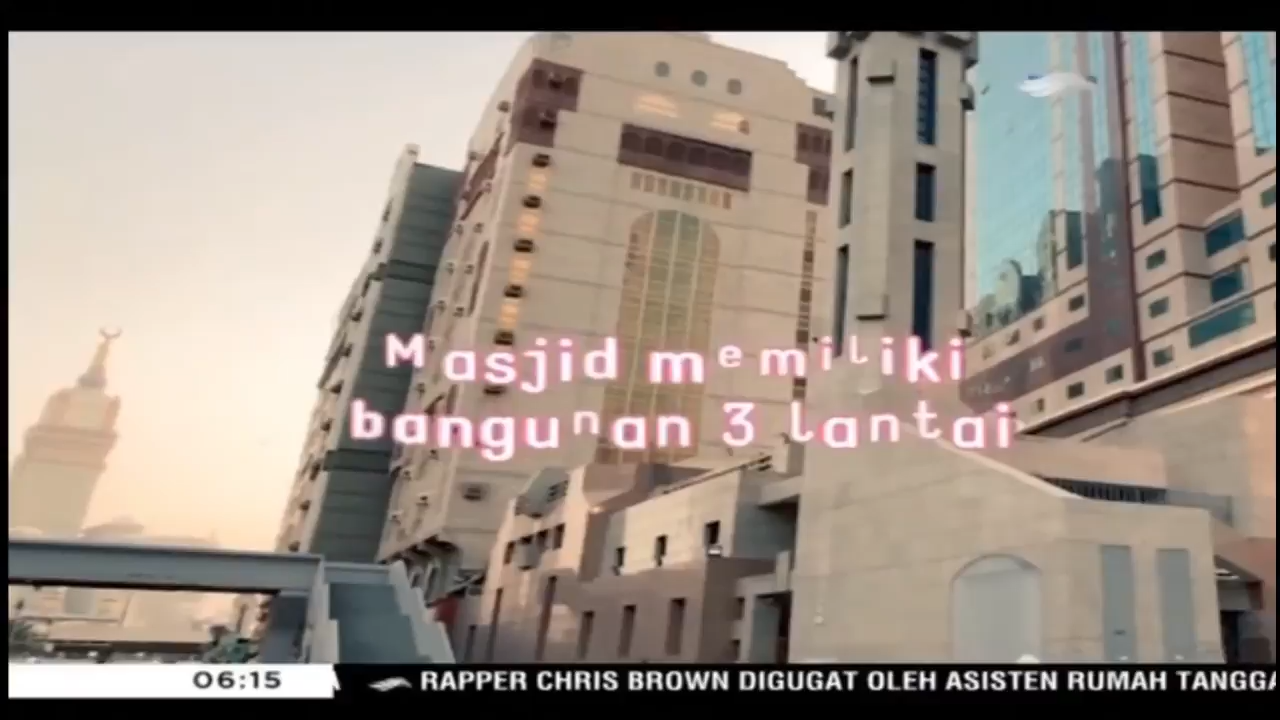 Masjid memiliki
bangunan 3 lantai
06:15
RAPPER CHRIS BROWN DIGUGAT OLEH ASISTEN RUMAH TANGGA